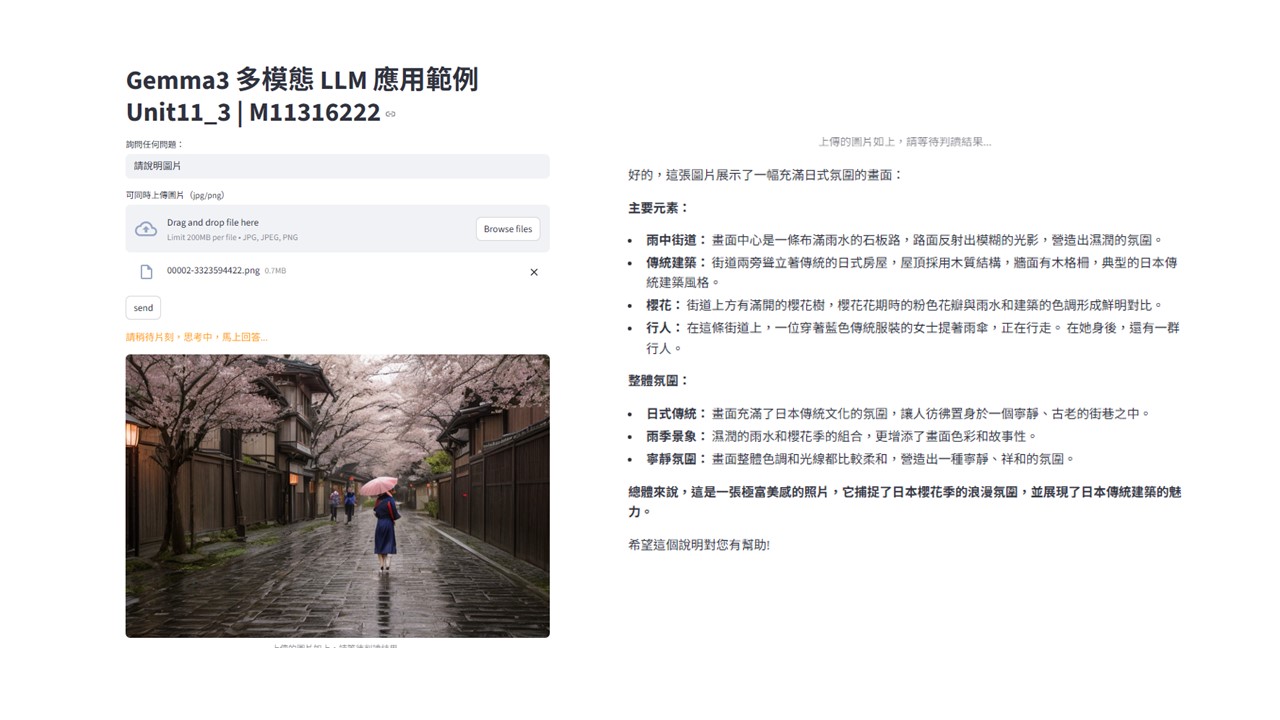 Gemma3 多模態 LLM 應用範例
Unit11_3 | M11316222
詢問任何問題：
請說明圖片
可同時上傳圖片（jpg/png）
Drag and drop file here
Limit 200MB per file • JPG, JPEG, PNG
Browse files
00002-3323594422.png 0.7MB
send
請稍待片刻，思考中，馬上回答...
上傳的圖片如上，請等待判讀結果...
上傳的圖片如上，請等待判讀結果...
好的，這張圖片展示了一幅充滿日式氛圍的畫面：
主要元素：
• 雨中街道： 畫面中心是一條布滿雨水的石板路，路面反射出模糊的光影，營造出濕潤的氛圍。
• 傳統建築： 街道兩旁聳立著傳統的日式房屋，屋頂採用木質結構，牆面有木格柵，典型的日本傳
統建築風格。
• 櫻花： 街道上方有滿開的櫻花樹，櫻花花期時的粉色花瓣與雨水和建築的色調形成鮮明對比。
• 行人： 在這條街道上，一位穿著藍色傳統服裝的女士提著雨傘，正在行走。 在她身後，還有一群
行人。
整體氛圍：
• 日式傳統： 畫面充滿了日本傳統文化的氛圍，讓人彷彿置身於一個寧靜、古老的街巷之中。
• 雨季景象： 濕潤的雨水和櫻花季的組合，更增添了畫面色彩和故事性。
• 寧靜氛圍： 畫面整體色調和光線都比較柔和，營造出一種寧靜、祥和的氛圍。
總體來說，這是一張極富美感的照片，它捕捉了日本櫻花季的浪漫氛圍，並展現了日本傳統建築的魅
力。
希望這個說明對您有幫助!